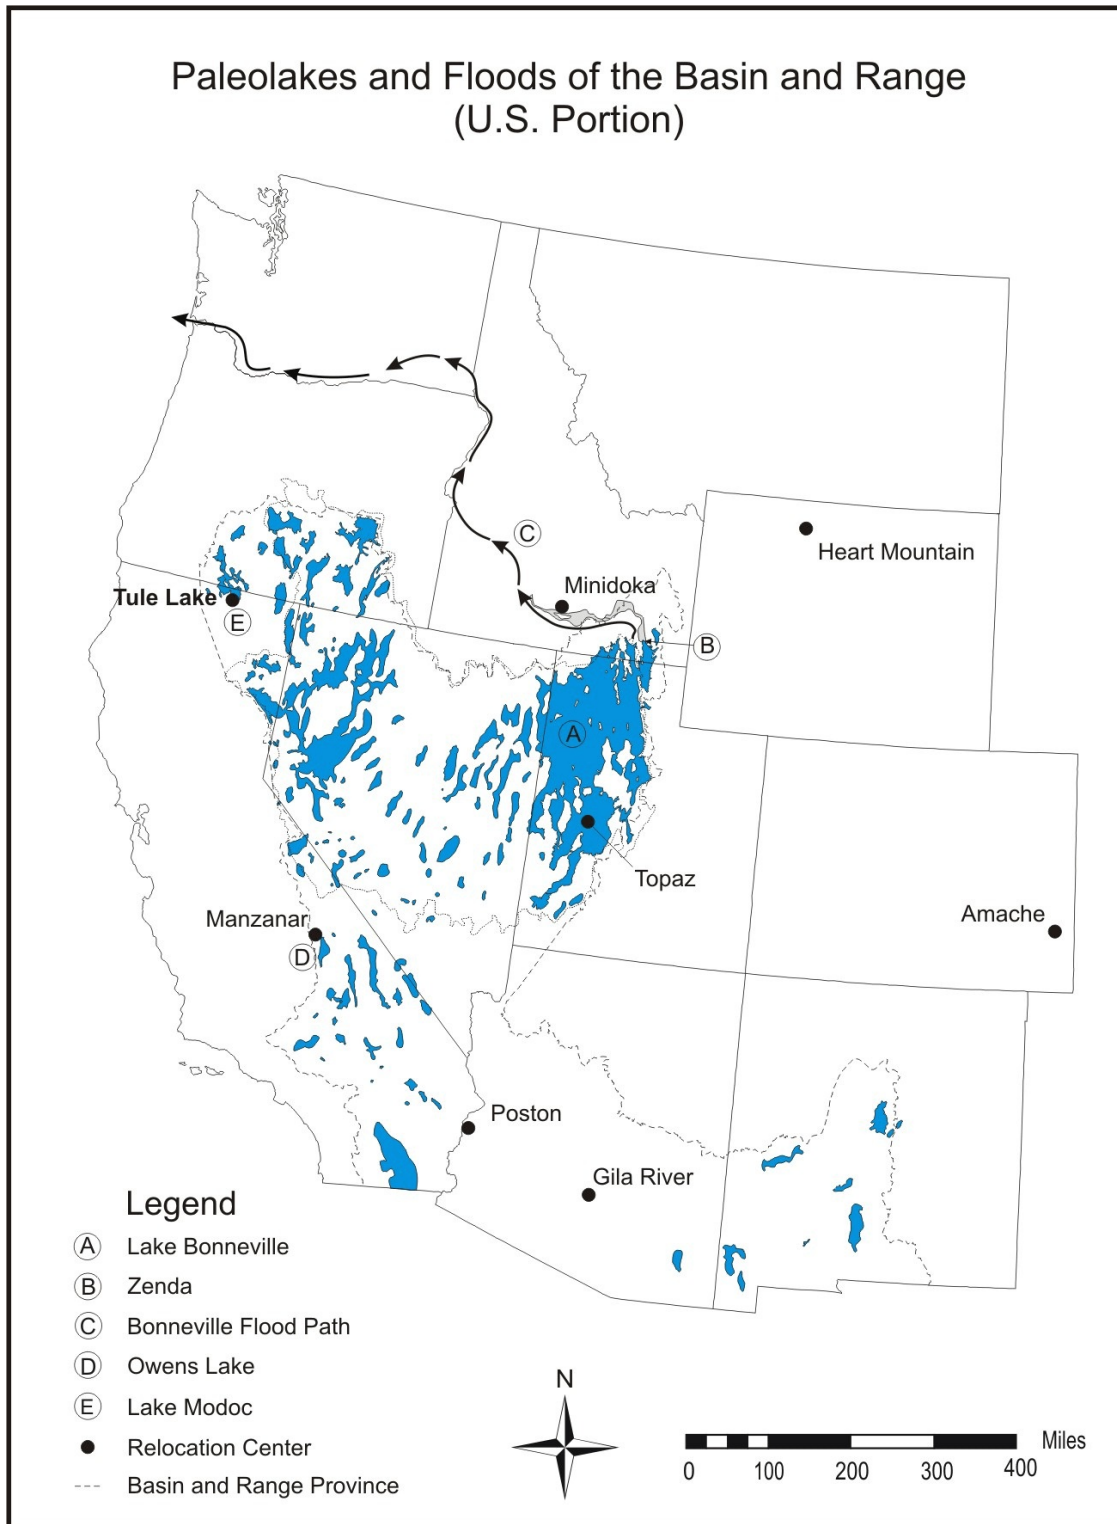 Paleolakes and Floods of the Basin and Range
(U.S. Portion)
Heart Mountain
C
Minidoka
Tule Lake
E
B
A
Topaz
Manzanar
Amache
D
Poston
Gila River
Legend
A Lake Bonneville
B Zenda
C Bonneville Flood Path
D Owens Lake
E Lake Modoc
Relocation Center
Basin and Range Province
N
Miles
0 100 200 300 400